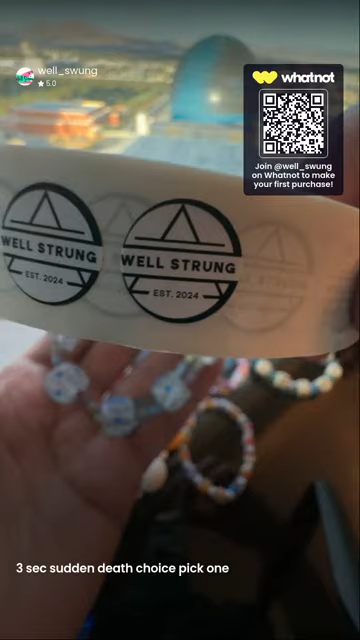 well_swung
★ 5.0
whatnot
Join @well_swung
on Whatnot to make
your first purchase!
WELL STRUNG
EST. 2024
WELL STRUNG
EST. 2024
3 sec sudden death choice pick one